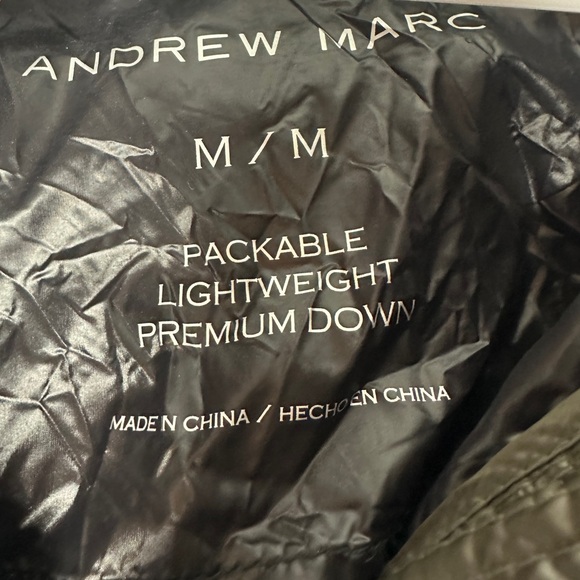 ANDREW MARC
M / M
PACKABLE
LIGHTWEIGHT
PREMIUM DOWN
MADE N CHINA / HECHO EN CHINA